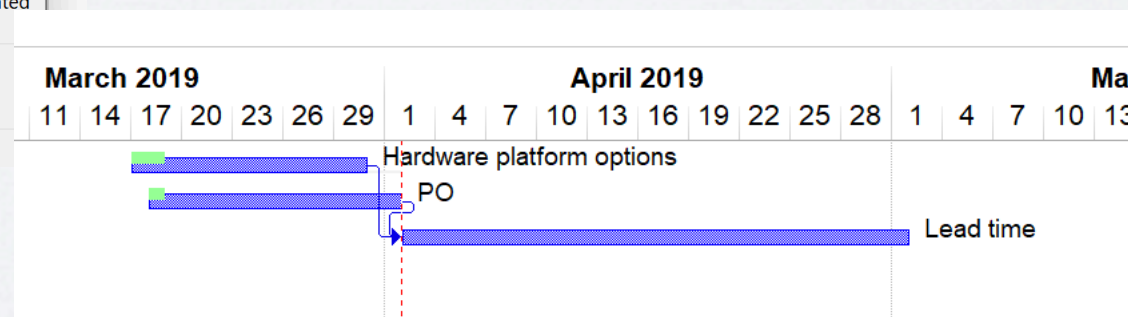 March 2019 April 2019
11 14 17 20 23 26 29 1 4 7 10 13 16 19 22 25 28 1 4 7 10 13
Hardware platform options
PO
Lead time